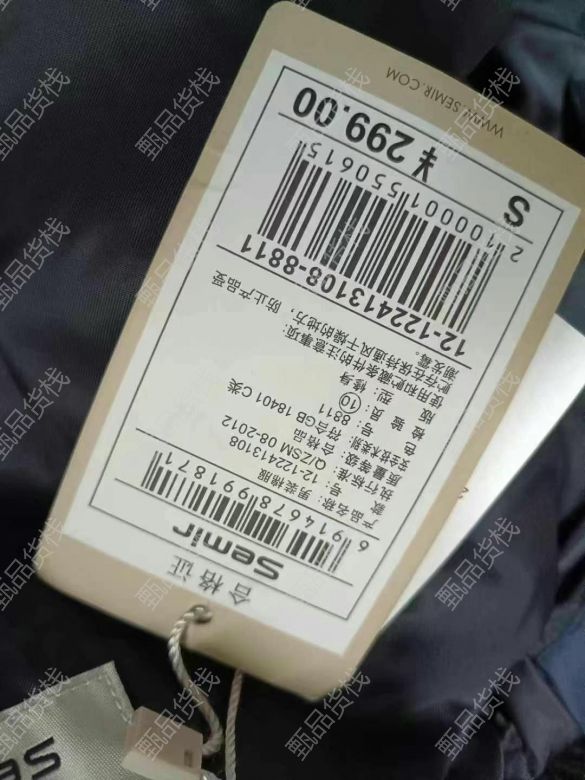 合格证
Semir
6914678991871
产品名称：男装棉服
款 号：12-122413108
执行标准：Q/ZSM 08-2012
质量等级：合格品
安全技术类别：符合GB 18401 C类
色 号：8811
检 验 员：⑩
版 型：修身
使用和贮藏条件的注意事项：
贮存在保持通风干燥的地方，防止产品受
潮发霉。
12-122413108-8811
2100001550615
S
¥299.00
WWW.SEMIR.COM
Sem
甄品货栈